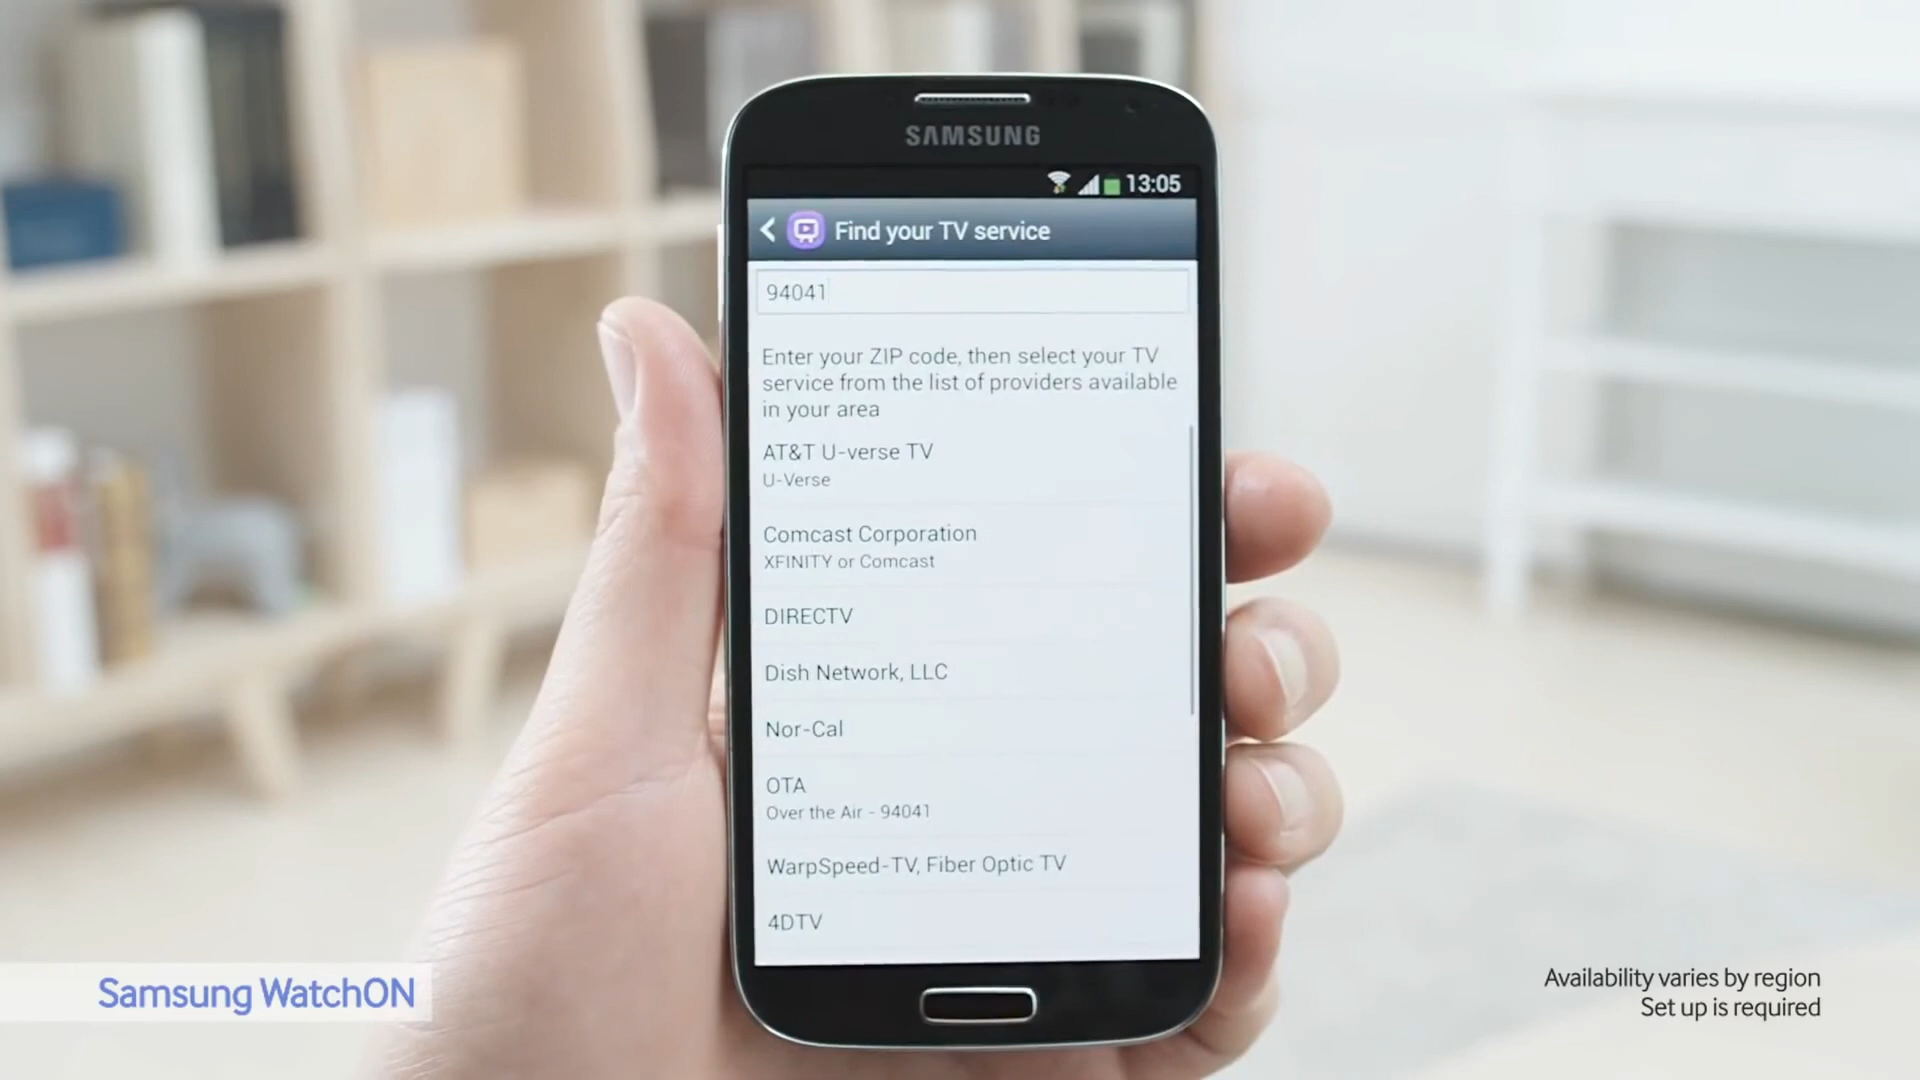 SAMSUNG
13:05
Find your TV service
94041
Enter your ZIP code, then select your TV
service from the list of providers available
in your area
AT&T U-verse TV
U-Verse
Comcast Corporation
XFINITY or Comcast
DIRECTV
Dish Network, LLC
Nor-Cal
OTA
Over the Air - 94041
WarpSpeed-TV, Fiber Optic TV
4DTV
Samsung WatchON
Availability varies by region
Set up is required